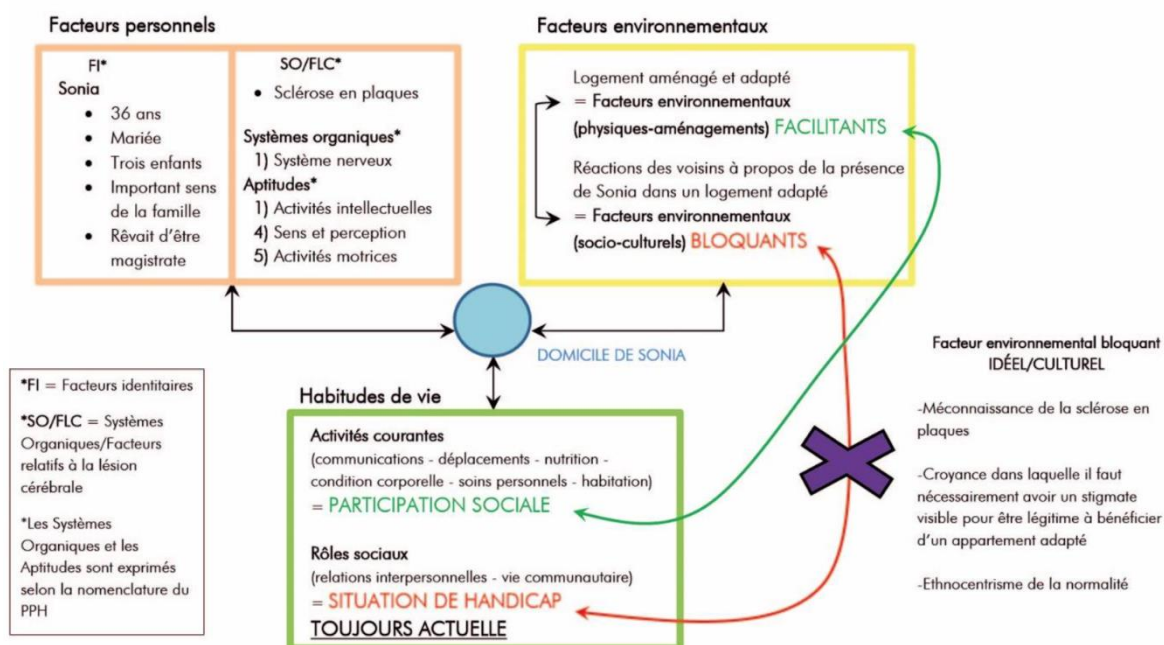 Facteurs personnels
FI*
Sonia
• 36 ans
• Mariée
• Trois enfants
• Important sens
de la famille
• Rêvait d’être
magistrate
SO/FLC*
• Sclérose en plaques
Systèmes organiques*
1) Système nerveux
Aptitudes*
1) Activités intellectuelles
4) Sens et perception
5) Activités motrices
Facteurs environnementaux
Logement aménagé et adapté
= Facteurs environnementaux
(physiques-aménagements) FACILITANTS
Réactions des voisins à propos de la présence
de Sonia dans un logement adapté
= Facteurs environnementaux
(socio-culturels) BLOQUANTS
DOMICILE DE SONIA
*FI = Facteurs identitaires
*SO/FLC = Systèmes
Organiques/Facteurs
relatifs à la lésion
cérébrale
*Les Systèmes
Organiques et les
Aptitudes sont exprimés
selon la nomenclature du
PPH
Habitudes de vie
Activités courantes
(communications - déplacements - nutrition -
condition corporelle - soins personnels - habitation)
= PARTICIPATION SOCIALE
Rôles sociaux
(relations interpersonnelles - vie communautaire)
= SITUATION DE HANDICAP
TOUJOURS ACTUELLE
Facteur environnemental bloquant
IDÉEL/CULTUREL
-Méconnaissance de la sclérose en
plaques
-Croyance dans laquelle il faut
nécessairement avoir un stigmate
visible pour être légitime à bénéficier
d’un appartement adapté
-Ethnocentrisme de la normalité